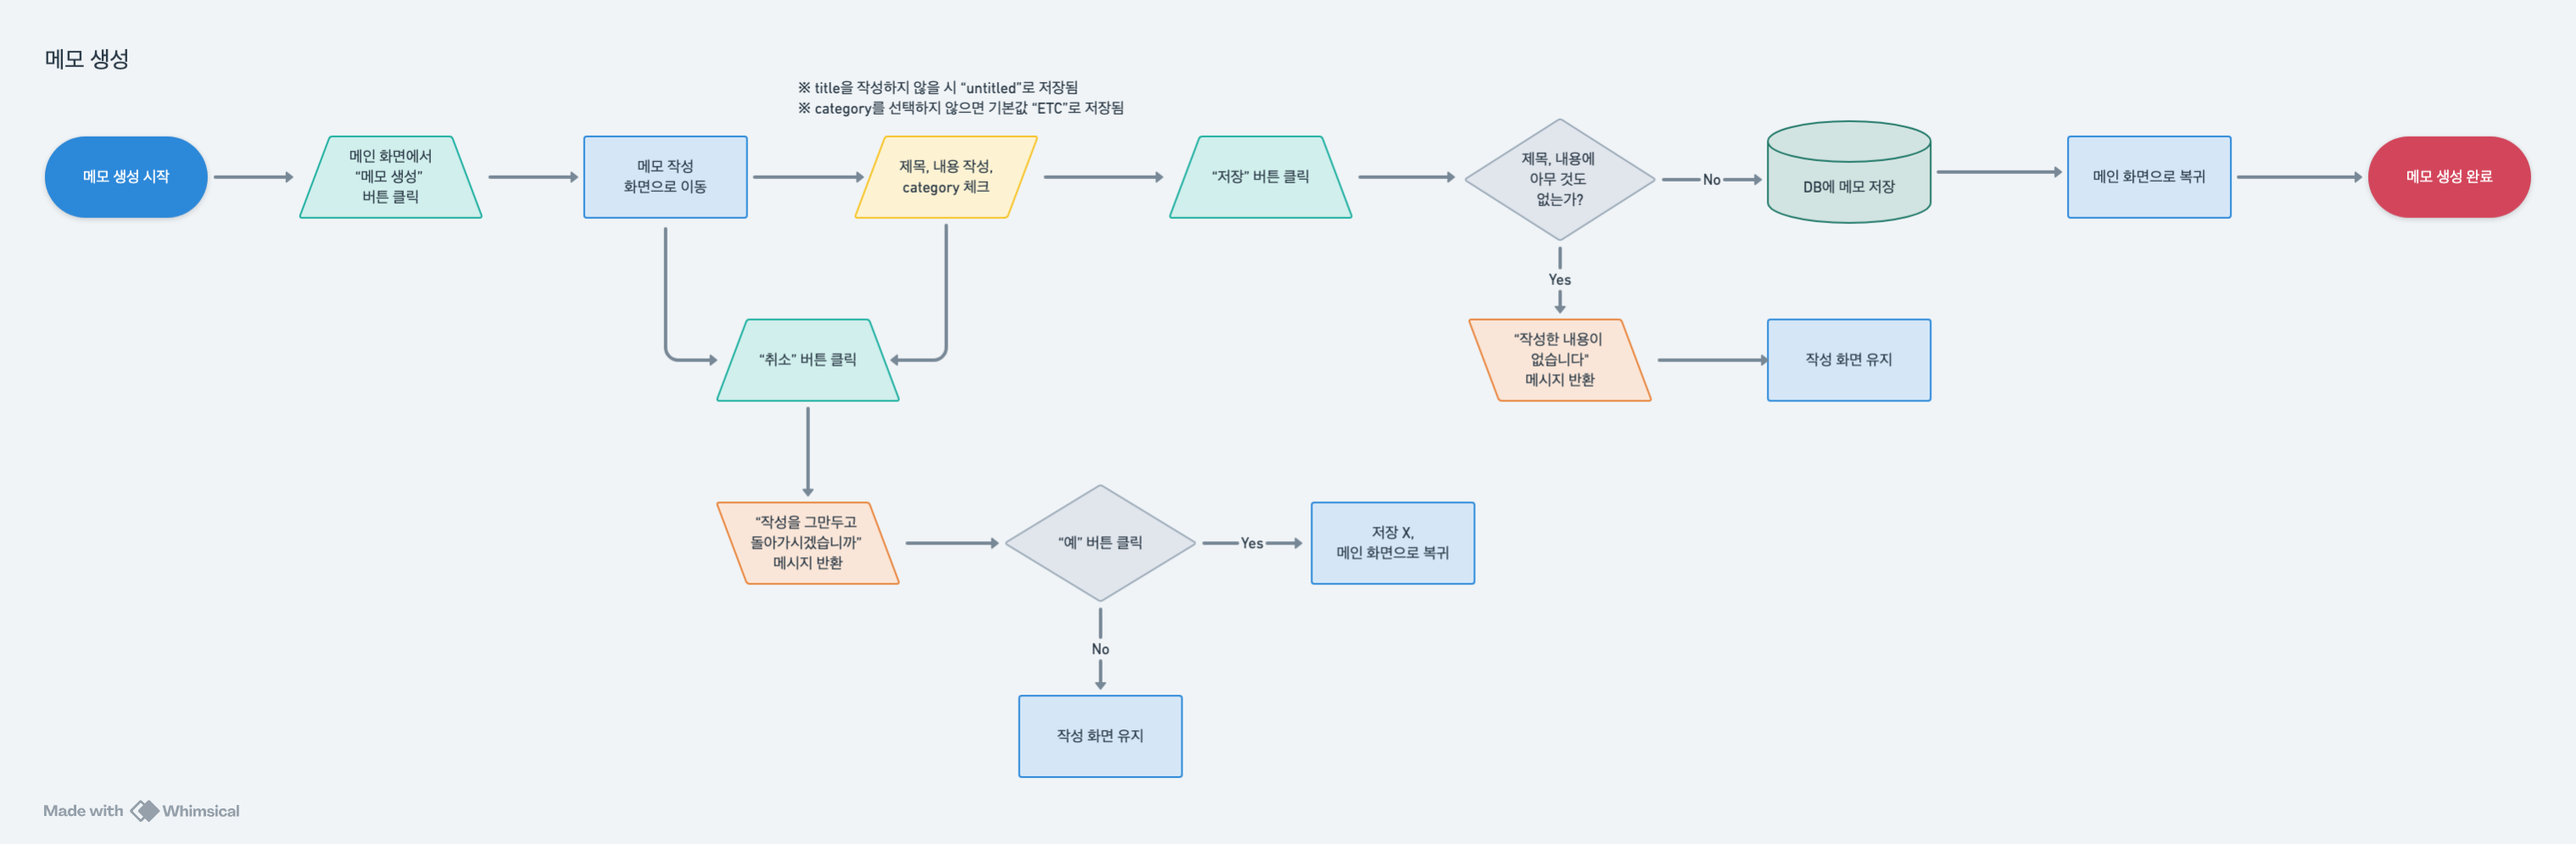 메모 생성
※ title을 작성하지 않을 시 “untitled”로 저장됨
※ category를 선택하지 않으면 기본값 “ETC”로 저장됨
메모 생성 시작
메인 화면에서
“메모 생성”
버튼 클릭
메모 작성
화면으로 이동
제목, 내용 작성,
category 체크
“저장” 버튼 클릭
제목, 내용에
아무 것도
없는가?
No
DB에 메모 저장
메인 화면으로 복귀
메모 생성 완료
Yes
“취소” 버튼 클릭
“작성한 내용이
없습니다”
메시지 반환
작성 화면 유지
“작성을 그만두고
돌아가시겠습니까”
메시지 반환
“예” 버튼 클릭
Yes
저장 X,
메인 화면으로 복귀
No
작성 화면 유지
Made with Whimsical